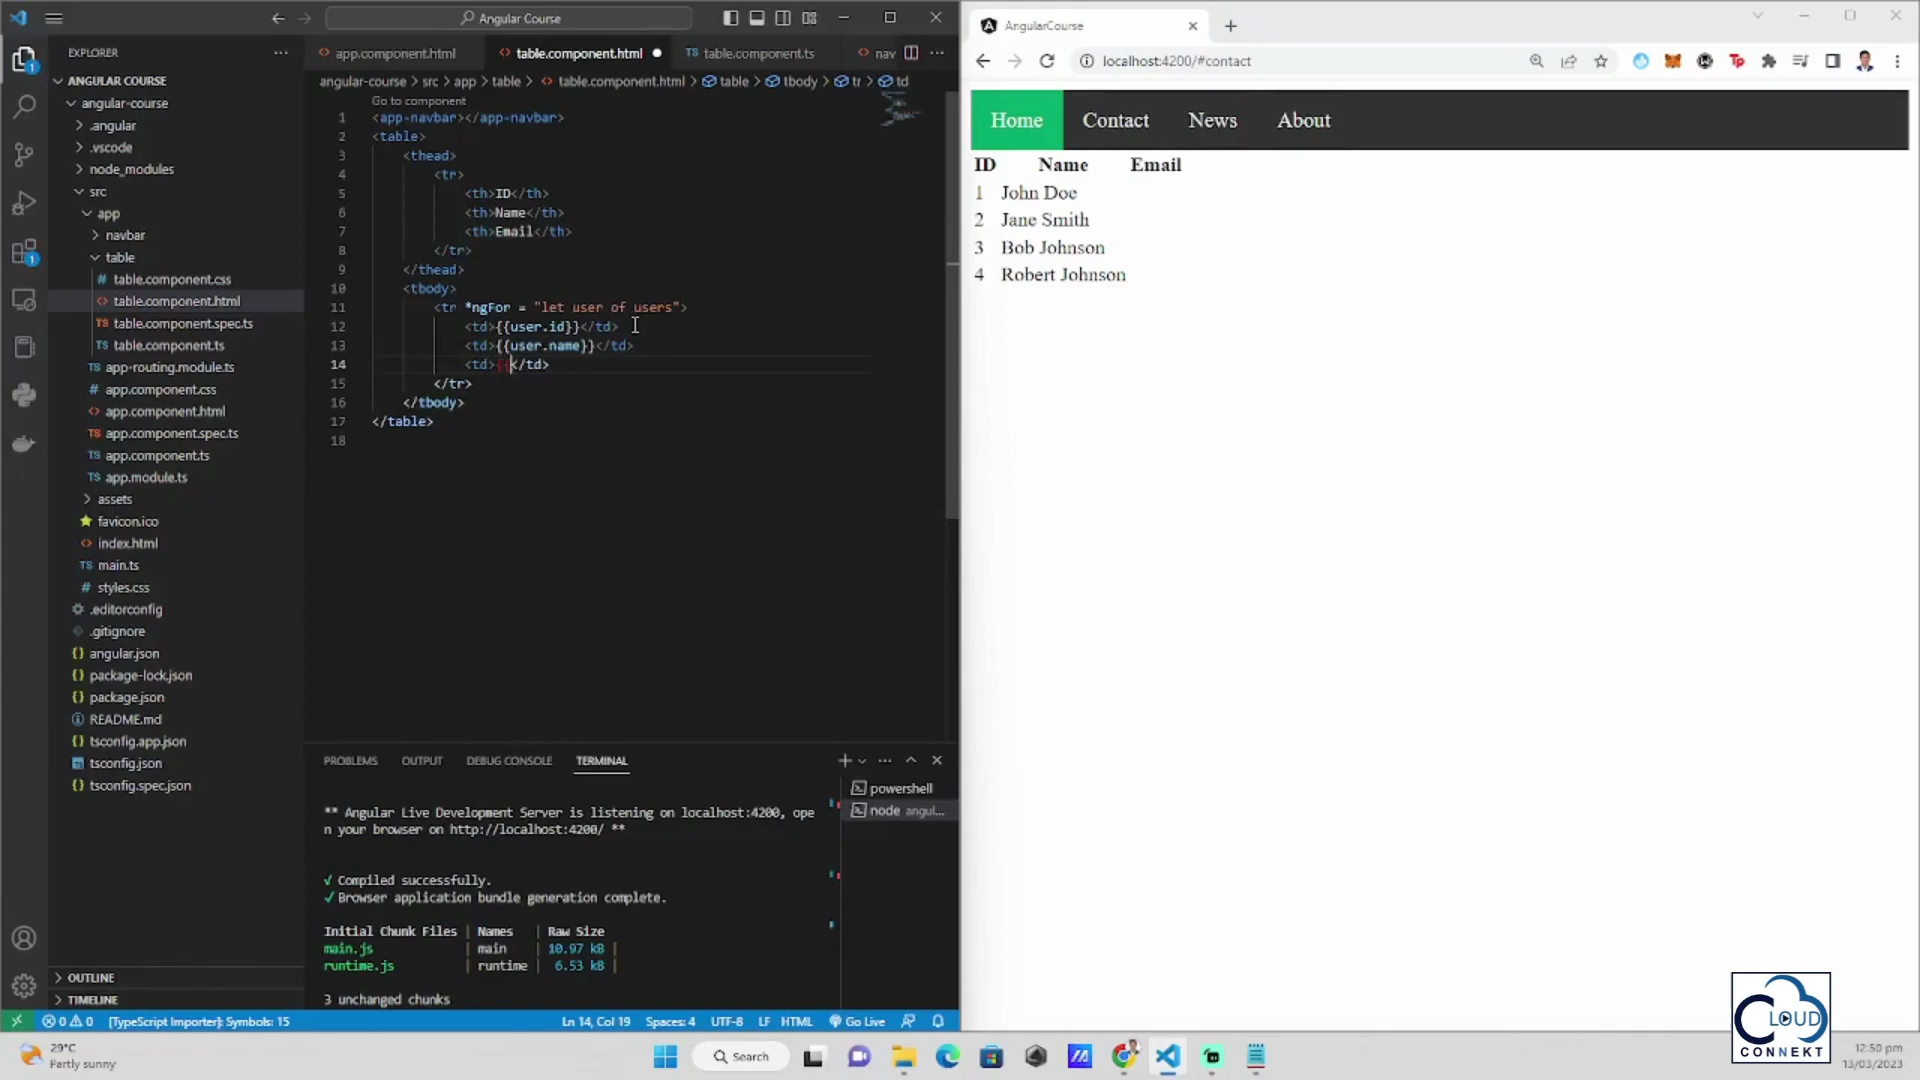 Angular Course
EXPLORER
ANGULAR COURSE
angular-course
.angular
.vscode
node_modules
src
app
navbar
table
table.component.css
table.component.html
table.component.spec.ts
table.component.ts
app-routing.module.ts
app.component.css
app.component.html
app.component.spec.ts
app.component.ts
app.module.ts
assets
favicon.ico
index.html
main.ts
styles.css
.editorconfig
.gitignore
angular.json
package-lock.json
package.json
README.md
tsconfig.app.json
tsconfig.json
tsconfig.spec.json
OUTLINE
TIMELINE
app.component.html table.component.html table.component.ts nav
angular-course > src > app > table > table.component.html > table > tbody > tr > td
Go to component
1 <app-navbar></app-navbar>
2 <table>
3 <thead>
4 <tr>
5 <th>ID</th>
6 <th>Name</th>
7 <th>Email</th>
8 </tr>
9 </thead>
10 <tbody>
11 <tr *ngFor = "let user of users">
12 <td>{{user.id}}</td>
13 <td>{{user.name}}</td>
14 <td>{{</td>
15 </tr>
16 </tbody>
17 </table>
18
PROBLEMS OUTPUT DEBUG CONSOLE TERMINAL
powershell
node angul...
** Angular Live Development Server is listening on localhost:4200, ope
n your browser on http://localhost:4200/ **
√ Compiled successfully.
✓ Browser application bundle generation complete.
Initial Chunk Files | Names | Raw Size
main.js | main | 10.97 kB |
runtime.js | runtime | 6.53 kB |
3 unchanged chunks
0 0 [TypeScript Importer]: Symbols: 15 Ln 14, Col 19 Spaces: 4 UTF-8 LF HTML Go Live
AngularCourse
localhost:4200/#contact
Home Contact News About
ID Name Email
1 John Doe
2 Jane Smith
3 Bob Johnson
4 Robert Johnson
CLOUD
CONNEKT
29°C
Partly sunny
Search
12:50 pm
13/03/2023